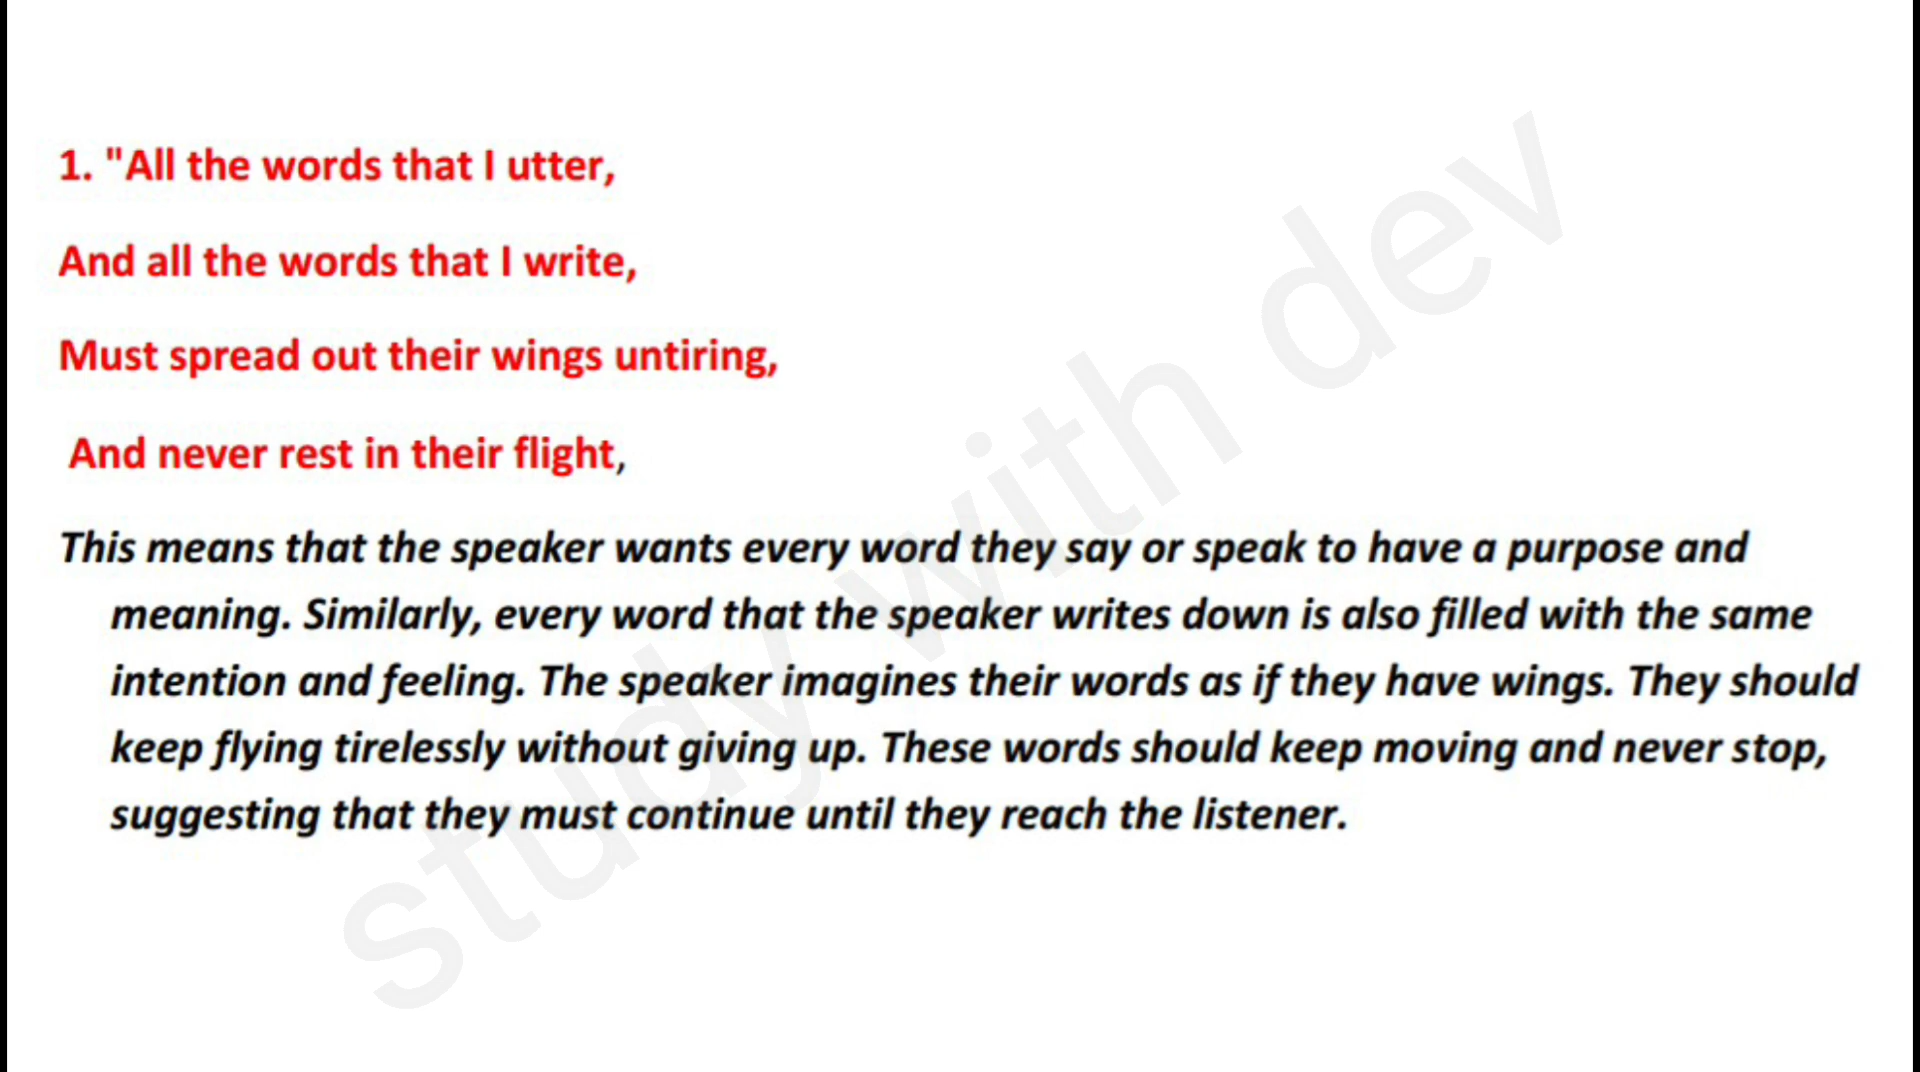 1. "All the words that I utter,
And all the words that I write,
Must spread out their wings untiring,
And never rest in their flight,
This means that the speaker wants every word they say or speak to have a purpose and
meaning. Similarly, every word that the speaker writes down is also filled with the same
intention and feeling. The speaker imagines their words as if they have wings. They should
keep flying tirelessly without giving up. These words should keep moving and never stop,
suggesting that they must continue until they reach the listener.
study with dev